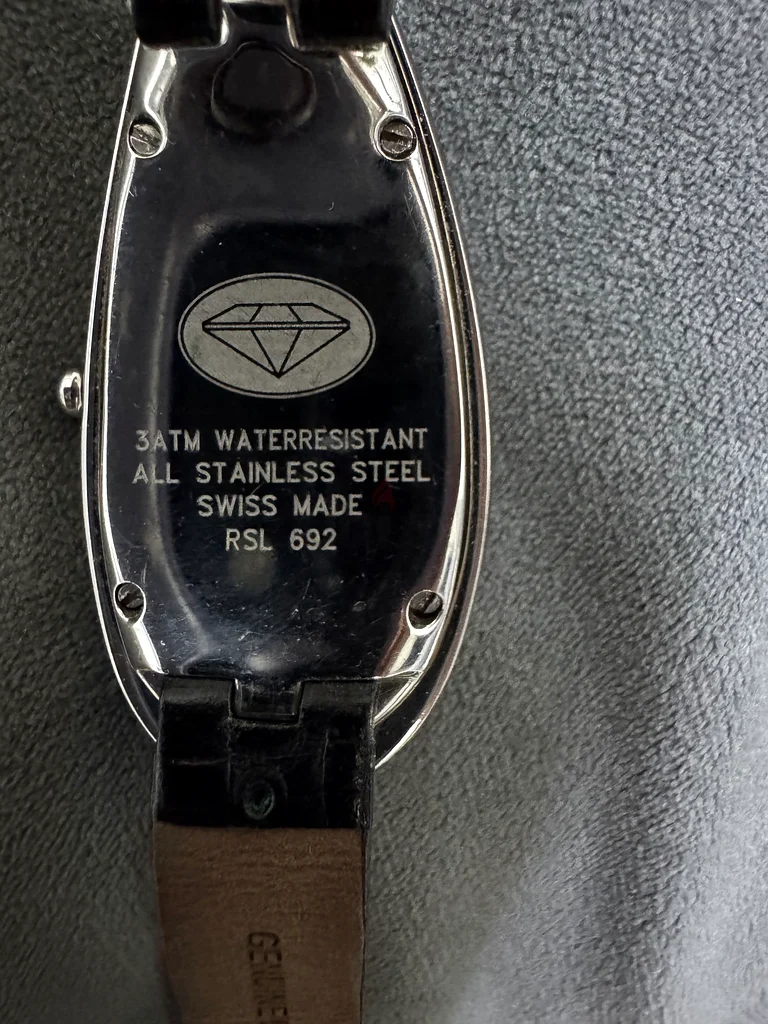 3ATM WATERRESISTANT
ALL STAINLESS STEEL
SWISS MADE
RSL 692